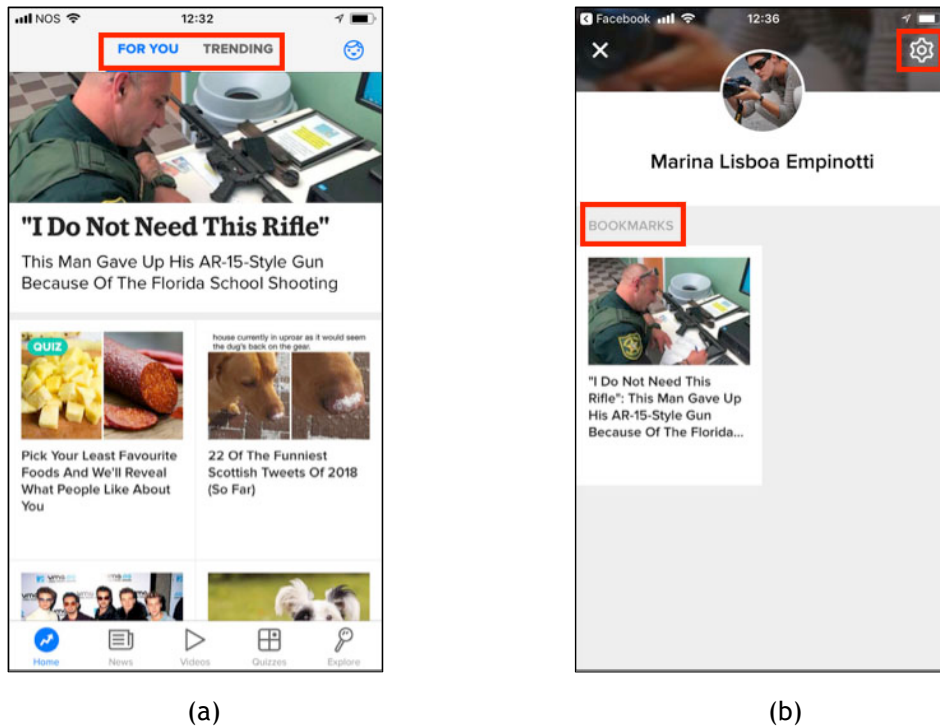 NOS 12:32
FOR YOU TRENDING
"I Do Not Need This Rifle"
This Man Gave Up His AR-15-Style Gun
Because Of The Florida School Shooting
QUIZ
Pick Your Least Favourite
Foods And We'll Reveal
What People Like About
You
house currently in uproar as it would seem
the dug's back on the gear.
22 Of The Funniest
Scottish Tweets Of 2018
(So Far)
Home News Videos Quizzes Explore
(a)
Facebook 12:36
Marina Lisboa Empinotti
BOOKMARKS
"I Do Not Need This
Rifle": This Man Gave Up
His AR-15-Style Gun
Because Of The Florida...
(b)